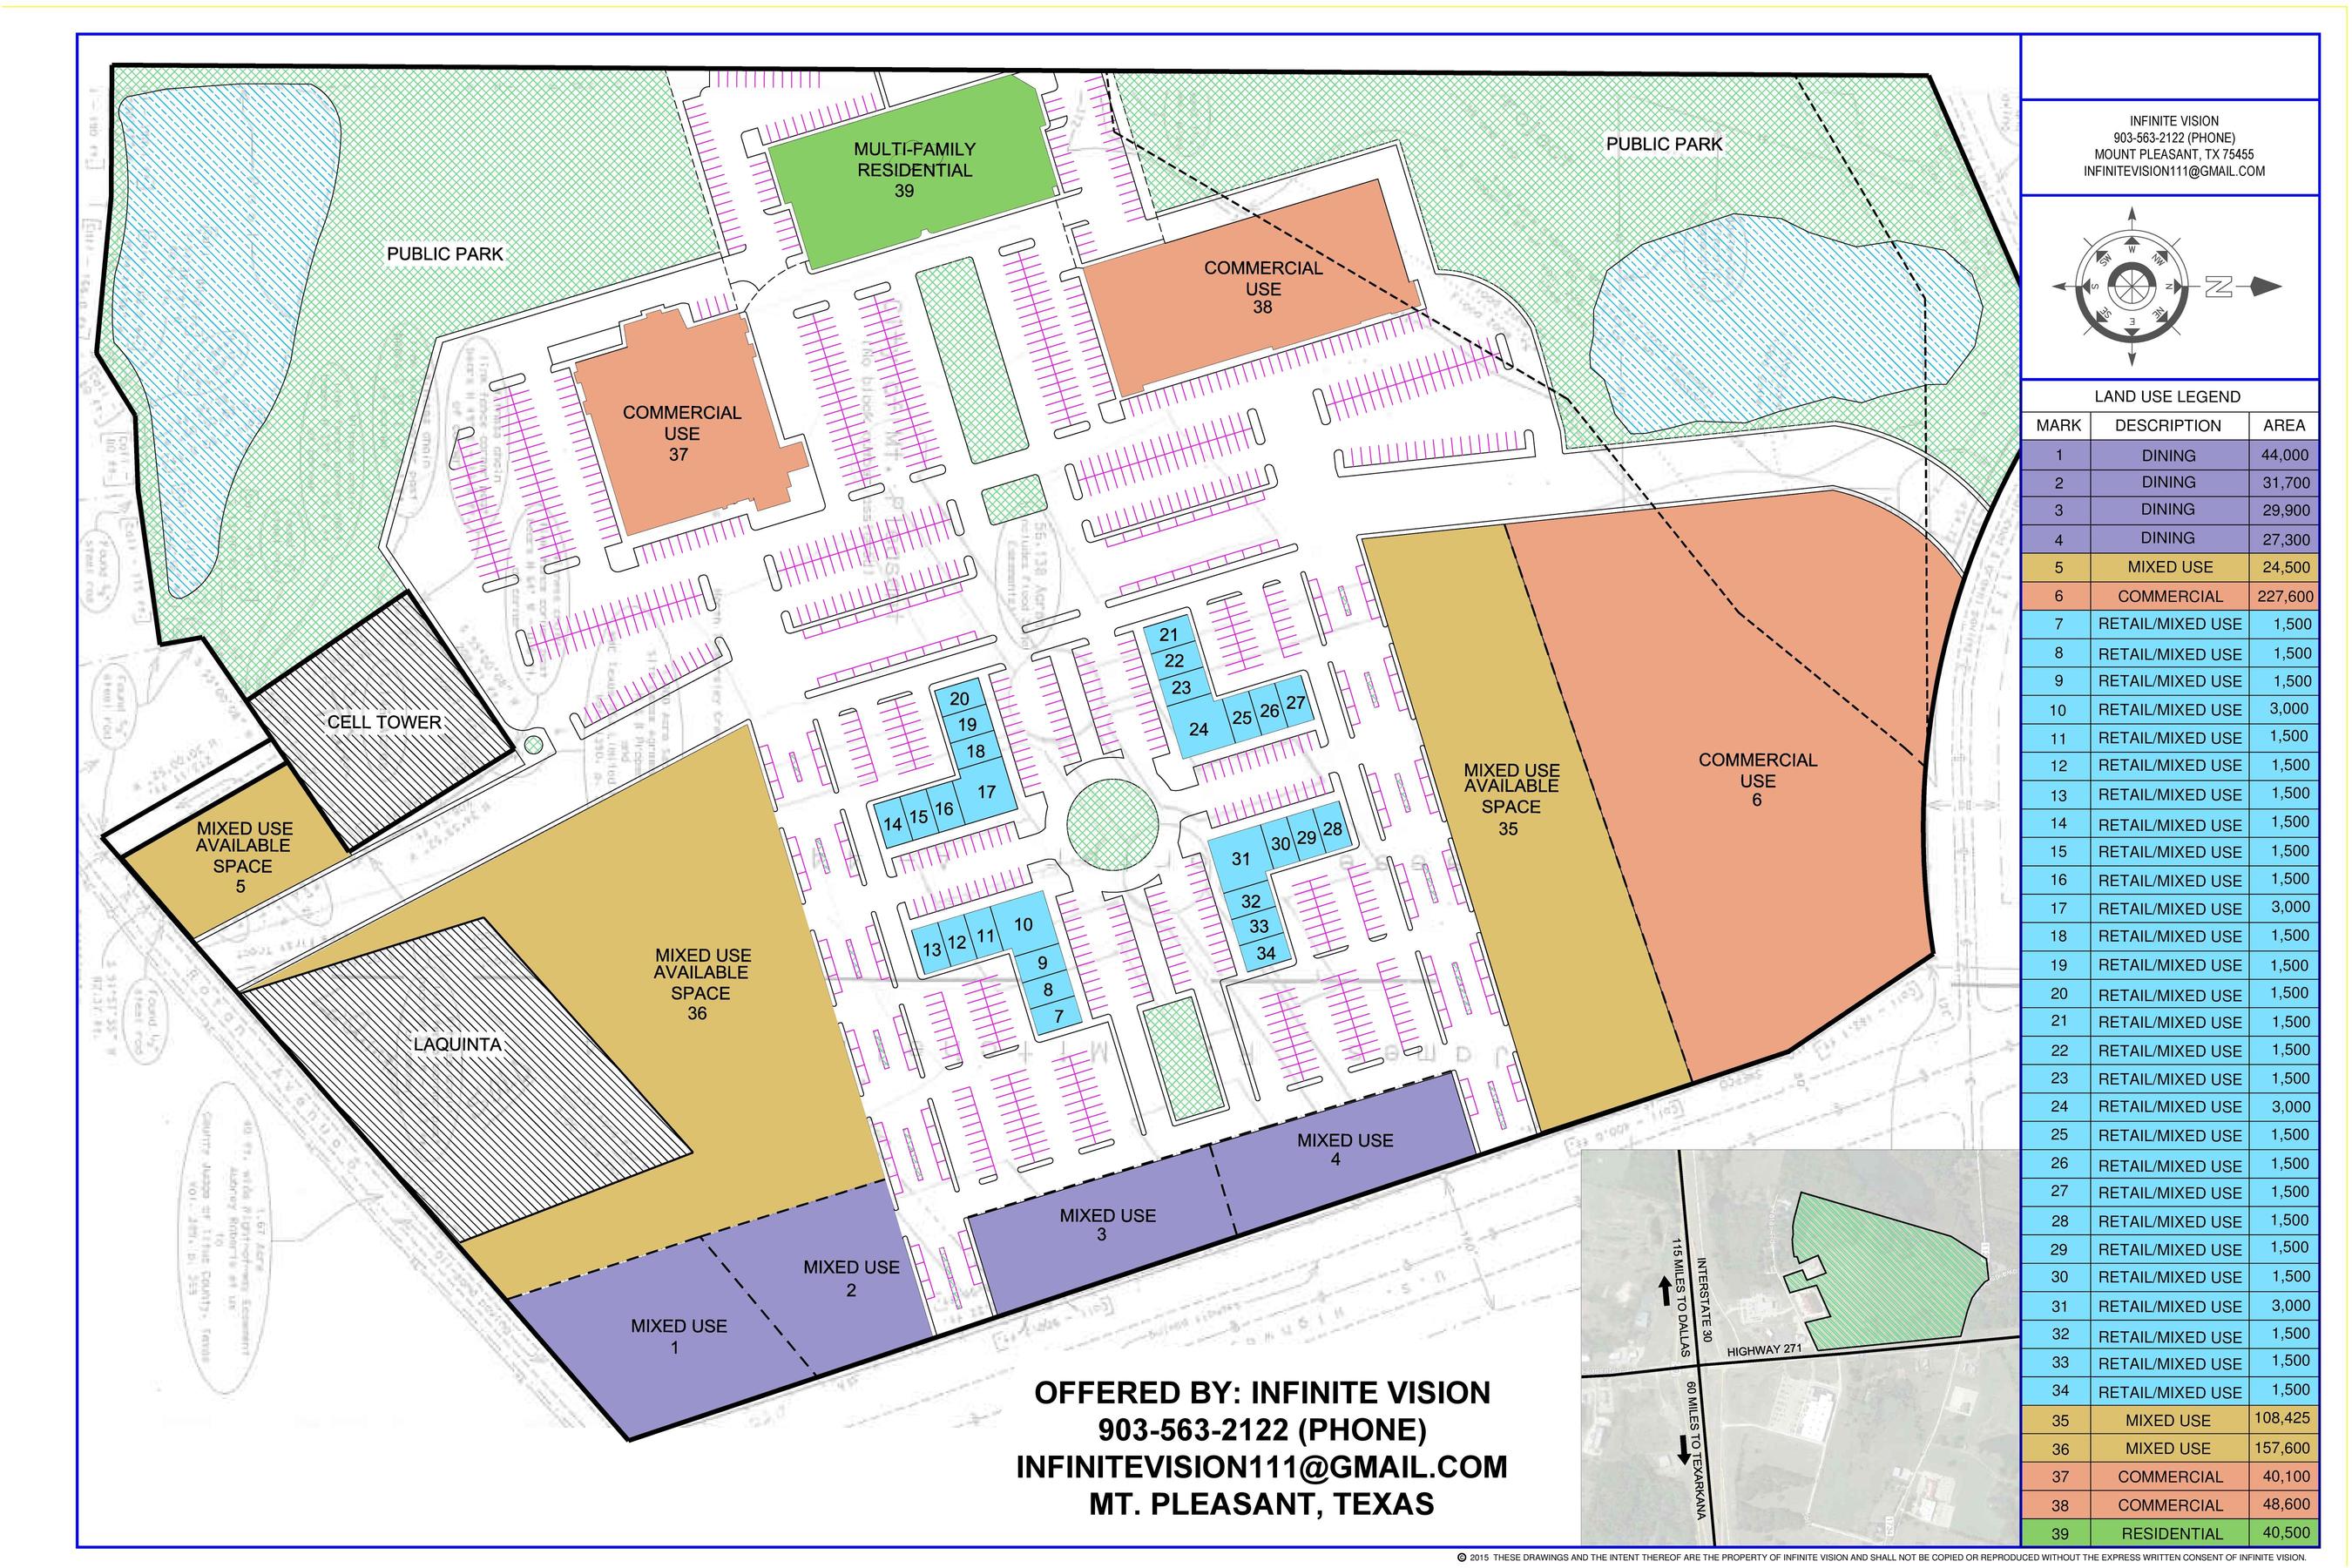 PUBLIC PARK
MULTI-FAMILY
RESIDENTIAL
39
PUBLIC PARK
COMMERCIAL
USE
38
COMMERCIAL
USE
37
CELL TOWER
MIXED USE
AVAILABLE
SPACE
5
MIXED USE
AVAILABLE
SPACE
36
LAQUINTA
MIXED USE
AVAILABLE
SPACE
35
COMMERCIAL
USE
6
21
22
23
24 25 26 27
20
19
18
17
14 15 16
31 30 29 28
32
33
34
13 12 11 10
9
8
7
MIXED USE
1
MIXED USE
2
MIXED USE
3
MIXED USE
4
OFFERED BY: INFINITE VISION
903-563-2122 (PHONE)
INFINITEVISION111@GMAIL.COM
MT. PLEASANT, TEXAS
115 MILES TO DALLAS
INTERSTATE 30
HIGHWAY 271
60 MILES TO TEXARKANA
INFINITE VISION
903-563-2122 (PHONE)
MOUNT PLEASANT, TX 75455
INFINITEVISION111@GMAIL.COM
W
NW
N
NE
E
SE
S
SW
N
LAND USE LEGEND
MARK DESCRIPTION AREA
1 DINING 44,000
2 DINING 31,700
3 DINING 29,900
4 DINING 27,300
5 MIXED USE 24,500
6 COMMERCIAL 227,600
7 RETAIL/MIXED USE 1,500
8 RETAIL/MIXED USE 1,500
9 RETAIL/MIXED USE 1,500
10 RETAIL/MIXED USE 3,000
11 RETAIL/MIXED USE 1,500
12 RETAIL/MIXED USE 1,500
13 RETAIL/MIXED USE 1,500
14 RETAIL/MIXED USE 1,500
15 RETAIL/MIXED USE 1,500
16 RETAIL/MIXED USE 1,500
17 RETAIL/MIXED USE 3,000
18 RETAIL/MIXED USE 1,500
19 RETAIL/MIXED USE 1,500
20 RETAIL/MIXED USE 1,500
21 RETAIL/MIXED USE 1,500
22 RETAIL/MIXED USE 1,500
23 RETAIL/MIXED USE 1,500
24 RETAIL/MIXED USE 3,000
25 RETAIL/MIXED USE 1,500
26 RETAIL/MIXED USE 1,500
27 RETAIL/MIXED USE 1,500
28 RETAIL/MIXED USE 1,500
29 RETAIL/MIXED USE 1,500
30 RETAIL/MIXED USE 1,500
31 RETAIL/MIXED USE 3,000
32 RETAIL/MIXED USE 1,500
33 RETAIL/MIXED USE 1,500
34 RETAIL/MIXED USE 1,500
35 MIXED USE 108,425
36 MIXED USE 157,600
37 COMMERCIAL 40,100
38 COMMERCIAL 48,600
39 RESIDENTIAL 40,500
© 2015 THESE DRAWINGS AND THE INTENT THEREOF ARE THE PROPERTY OF INFINITE VISION AND SHALL NOT BE COPIED OR REPRODUCED WITHOUT THE EXPRESS WRITTEN CONSENT OF INFINITE VISION.